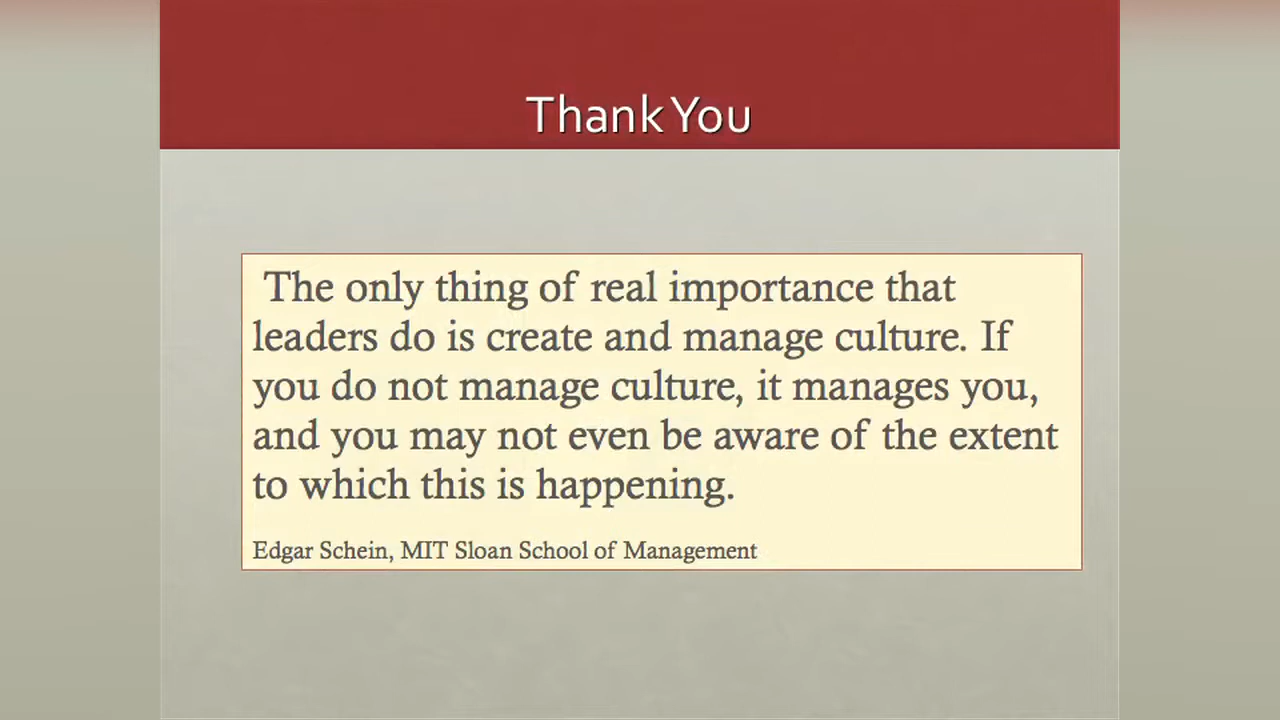 Thank You
The only thing of real importance that
leaders do is create and manage culture. If
you do not manage culture, it manages you,
and you may not even be aware of the extent
to which this is happening.
Edgar Schein, MIT Sloan School of Management